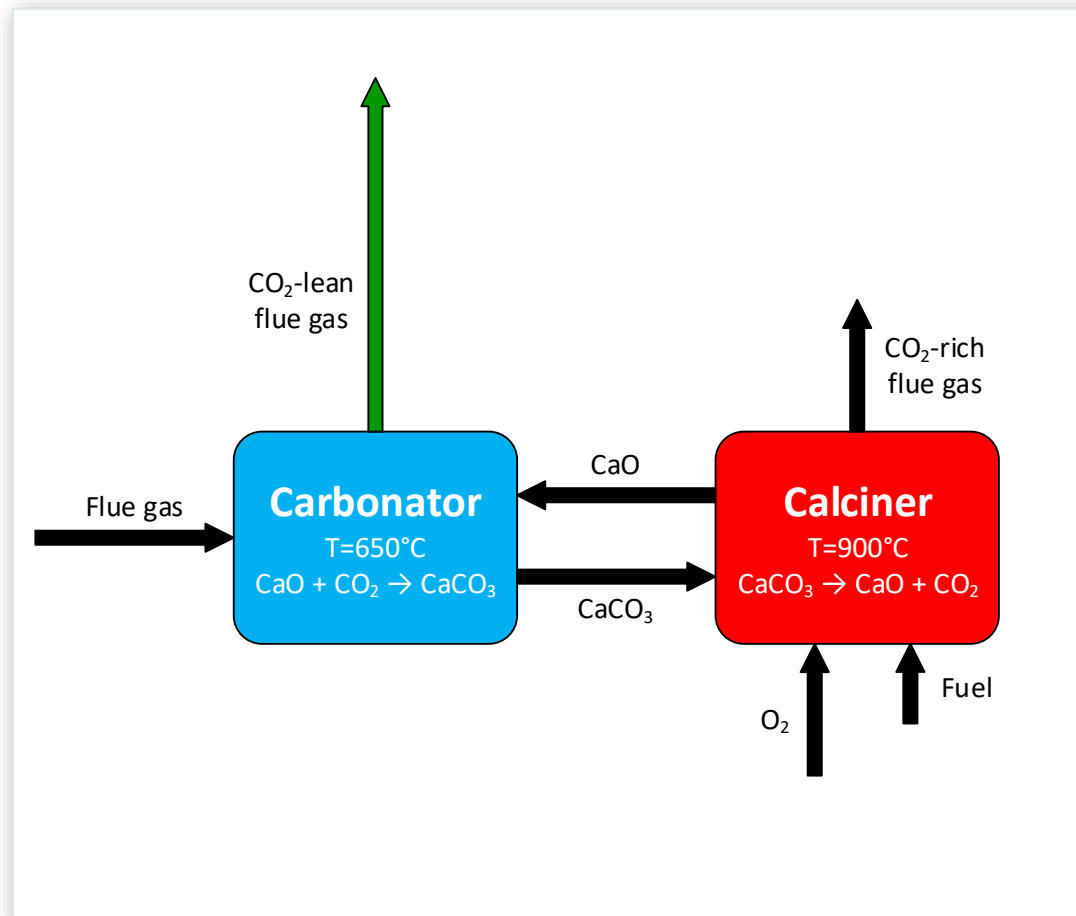 CO₂-lean
flue gas
CO₂-rich
flue gas
Flue gas
Carbonator
T=650°C
CaO + CO₂ → CaCO₃
CaO
CaCO₃
Calciner
T=900°C
CaCO₃ → CaO + CO₂
O₂
Fuel